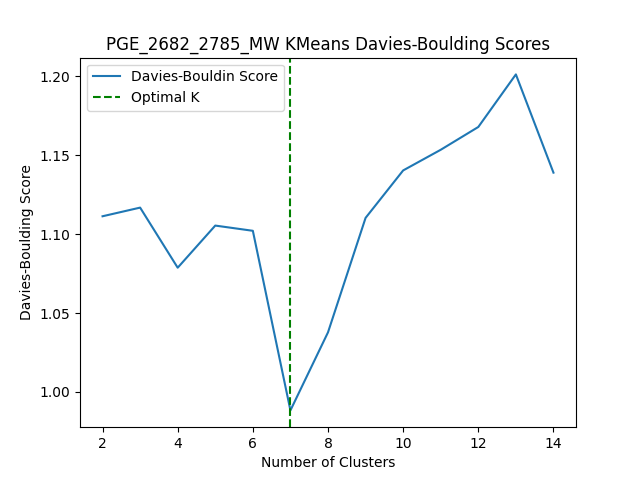 PGE_2682_2785_MW KMeans Davies-Boulding Scores
Davies-Bouldin Score
Optimal K
Davies-Boulding Score
1.20
1.15
1.10
1.05
1.00
2 4 6 8 10 12 14
Number of Clusters